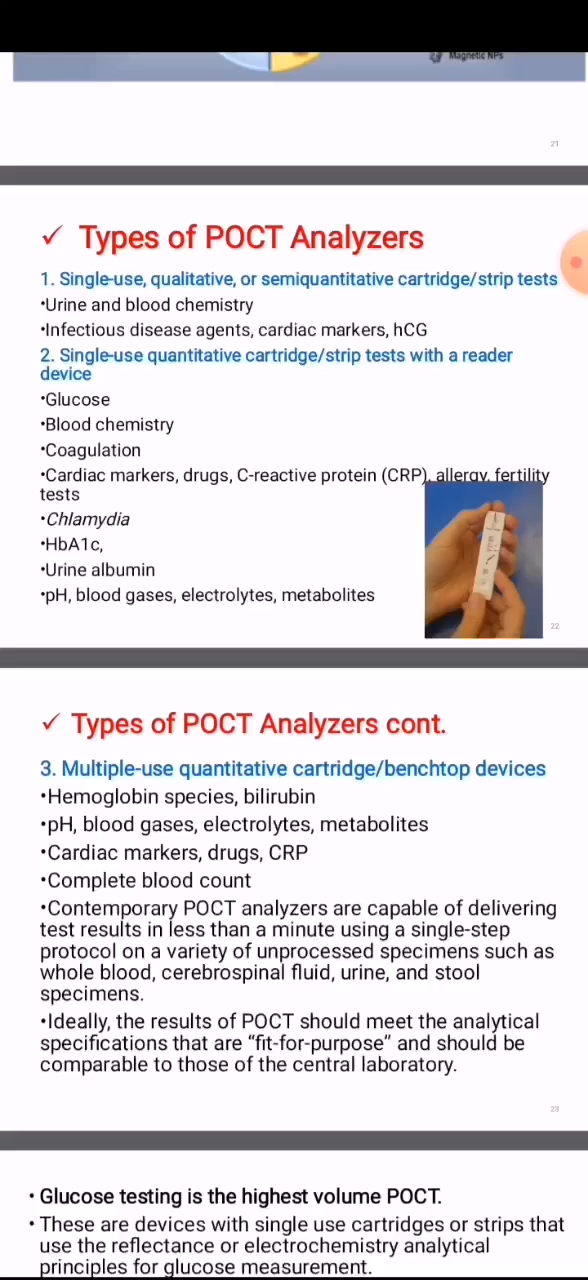 Magnetic NPs
21
✓ Types of POCT Analyzers
1. Single-use, qualitative, or semiquantitative cartridge/strip tests
•Urine and blood chemistry
•Infectious disease agents, cardiac markers, hCG
2. Single-use quantitative cartridge/strip tests with a reader
device
•Glucose
•Blood chemistry
•Coagulation
•Cardiac markers, drugs, C-reactive protein (CRP), allergy, fertility
tests
•Chlamydia
•HbA1c,
•Urine albumin
•pH, blood gases, electrolytes, metabolites
22
✓ Types of POCT Analyzers cont.
3. Multiple-use quantitative cartridge/benchtop devices
•Hemoglobin species, bilirubin
•pH, blood gases, electrolytes, metabolites
•Cardiac markers, drugs, CRP
•Complete blood count
•Contemporary POCT analyzers are capable of delivering
test results in less than a minute using a single-step
protocol on a variety of unprocessed specimens such as
whole blood, cerebrospinal fluid, urine, and stool
specimens.
•Ideally, the results of POCT should meet the analytical
specifications that are “fit-for-purpose” and should be
comparable to those of the central laboratory.
23
• Glucose testing is the highest volume POCT.
• These are devices with single use cartridges or strips that
use the reflectance or electrochemistry analytical
principles for glucose measurement.